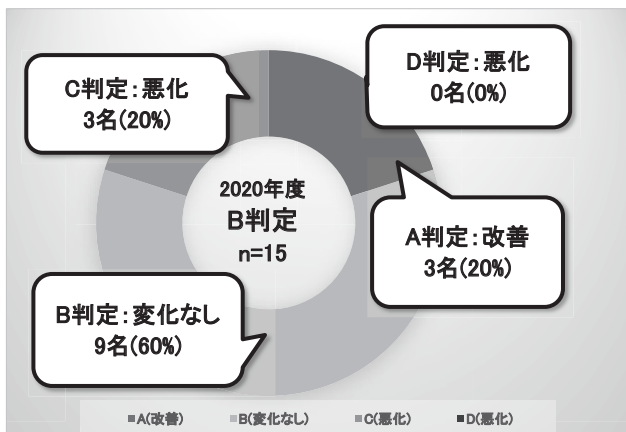 C判定：悪化
3名(20%)
D判定：悪化
0名(0%)
2020年度
B判定
n=15
A判定：改善
3名(20%)
B判定：変化なし
9名(60%)
■A(改善) ■B(変化なし) ■C(悪化) ■D(悪化)